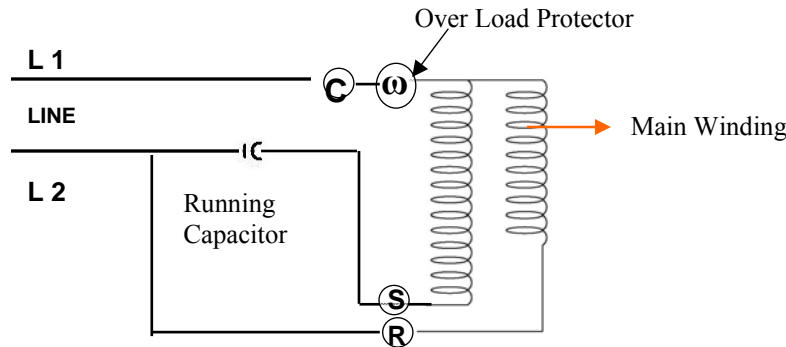 Over Load Protector
L 1
C
ω
LINE
Main Winding
L 2
Running
Capacitor
S
R